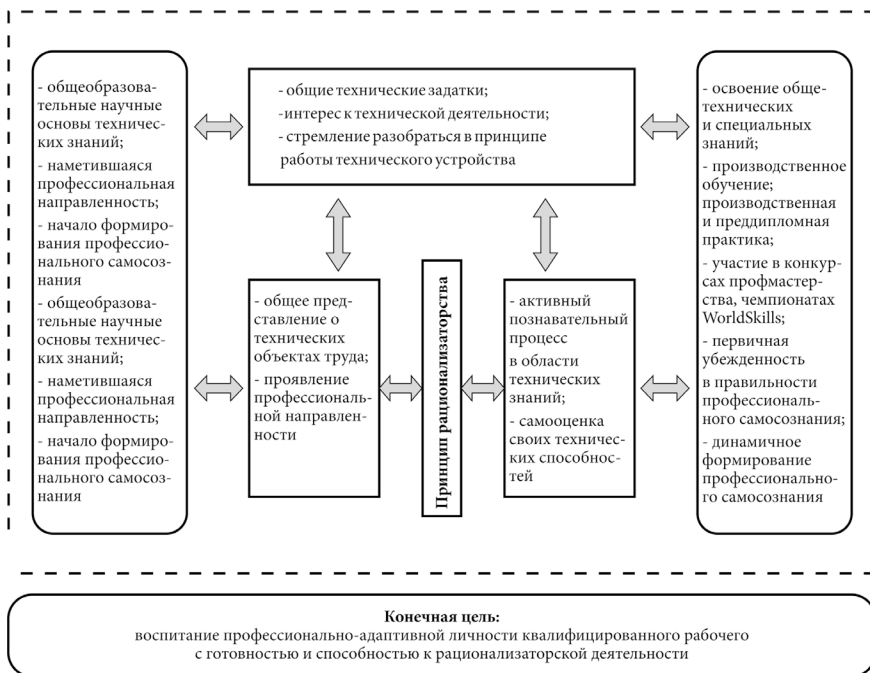 - общеобразова-
тельные научные
основы техничес-
ких знаний;
- наметившаяся
профессиональная
направленность;
- начало формиро-
вания профессио-
нального самосоз-
нания
- общеобразова-
тельные научные
основы техничес-
ких знаний;
- наметившаяся
профессиональная
направленность;
- начало формиро-
вания профессио-
нального самосоз-
нания
- общие технические задатки;
-интерес к технической деятельности;
- стремление разобраться в принципе
работы технического устройства
- общее пред-
ставление о
технических
объектах труда;
- проявление
профессиональ-
ной направлен-
ности
Принцип рационализаторства
- активный
познавательный
процесс
в области
технических
знаний;
- самооценка
своих техничес-
ких способнос-
тей
- освоение обще-
технических
и специальных
знаний;
- производственное
обучение;
производственная
и преддипломная
практика;
- участие в конкур-
сах профмастер-
ства, чемпионатах
WorldSkills;
- первичная
убежденность
в правильности
профессиональ-
ного самосознания;
- динамичное
формирование
профессионально-
го самосознания
Конечная цель:
воспитание профессионально-адаптивной личности квалифицированного рабочего
с готовностью и способностью к рационализаторской деятельности